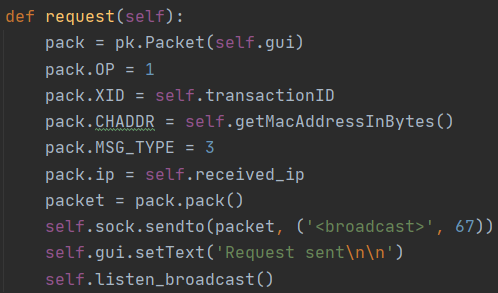 def request(self):
    pack = pk.Packet(self.gui)
    pack.OP = 1
    pack.XID = self.transactionID
    pack.CHADDR = self.getMacAddressInBytes()
    pack.MSG_TYPE = 3
    pack.ip = self.received_ip
    packet = pack.pack()
    self.sock.sendto(packet, ('<broadcast>', 67))
    self.gui.setText('Request sent\n\n')
    self.listen_broadcast()